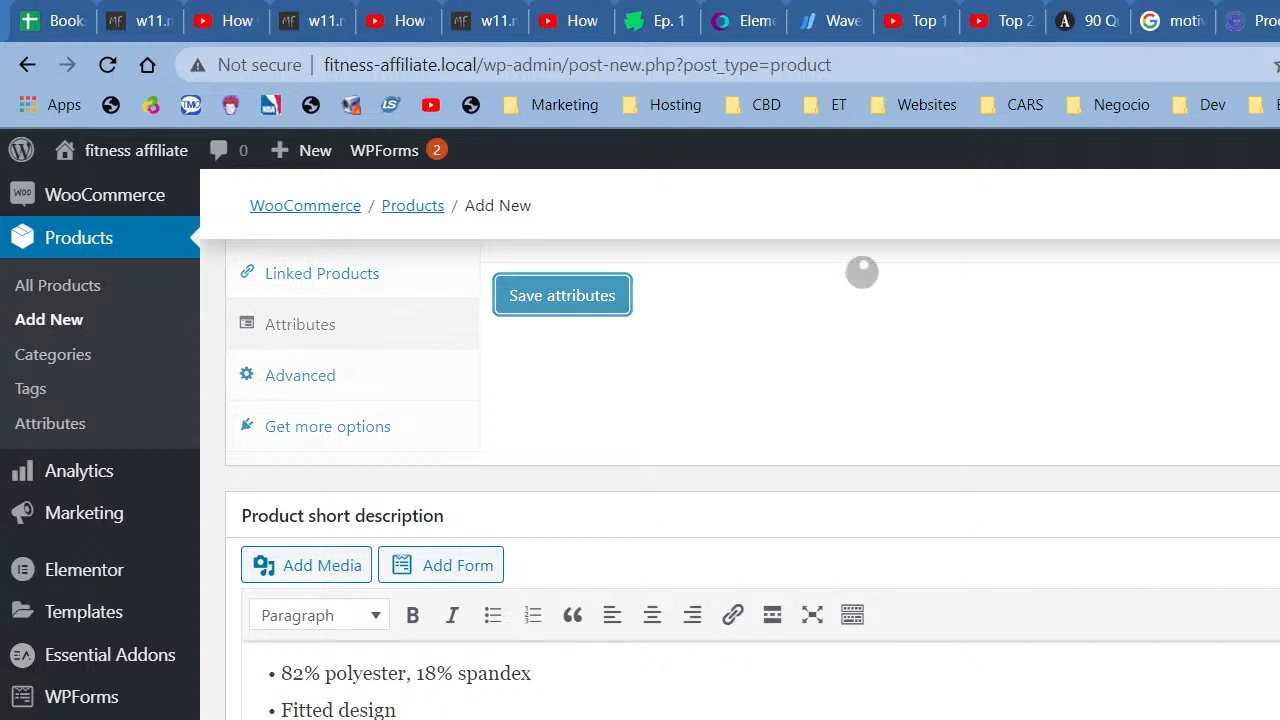 Book
w11.r
How
w11.r
How
w11.r
How
Ep. 1
Eleme
Wave
Top 1
Top 2
90 Q
motiv
Prod
Not secure fitness-affiliate.local/wp-admin/post-new.php?post_type=product
Apps Marketing Hosting CBD ET Websites CARS Negocio Dev
fitness affiliate 0 New WPForms 2
WooCommerce
WooCommerce / Products / Add New
Products
Linked Products
Save attributes
All Products
Add New
Attributes
Categories
Advanced
Tags
Attributes
Get more options
Analytics
Marketing
Product short description
Elementor
Add Media Add Form
Templates
Paragraph B I
Essential Addons
• 82% polyester, 18% spandex
WPForms
• Fitted design